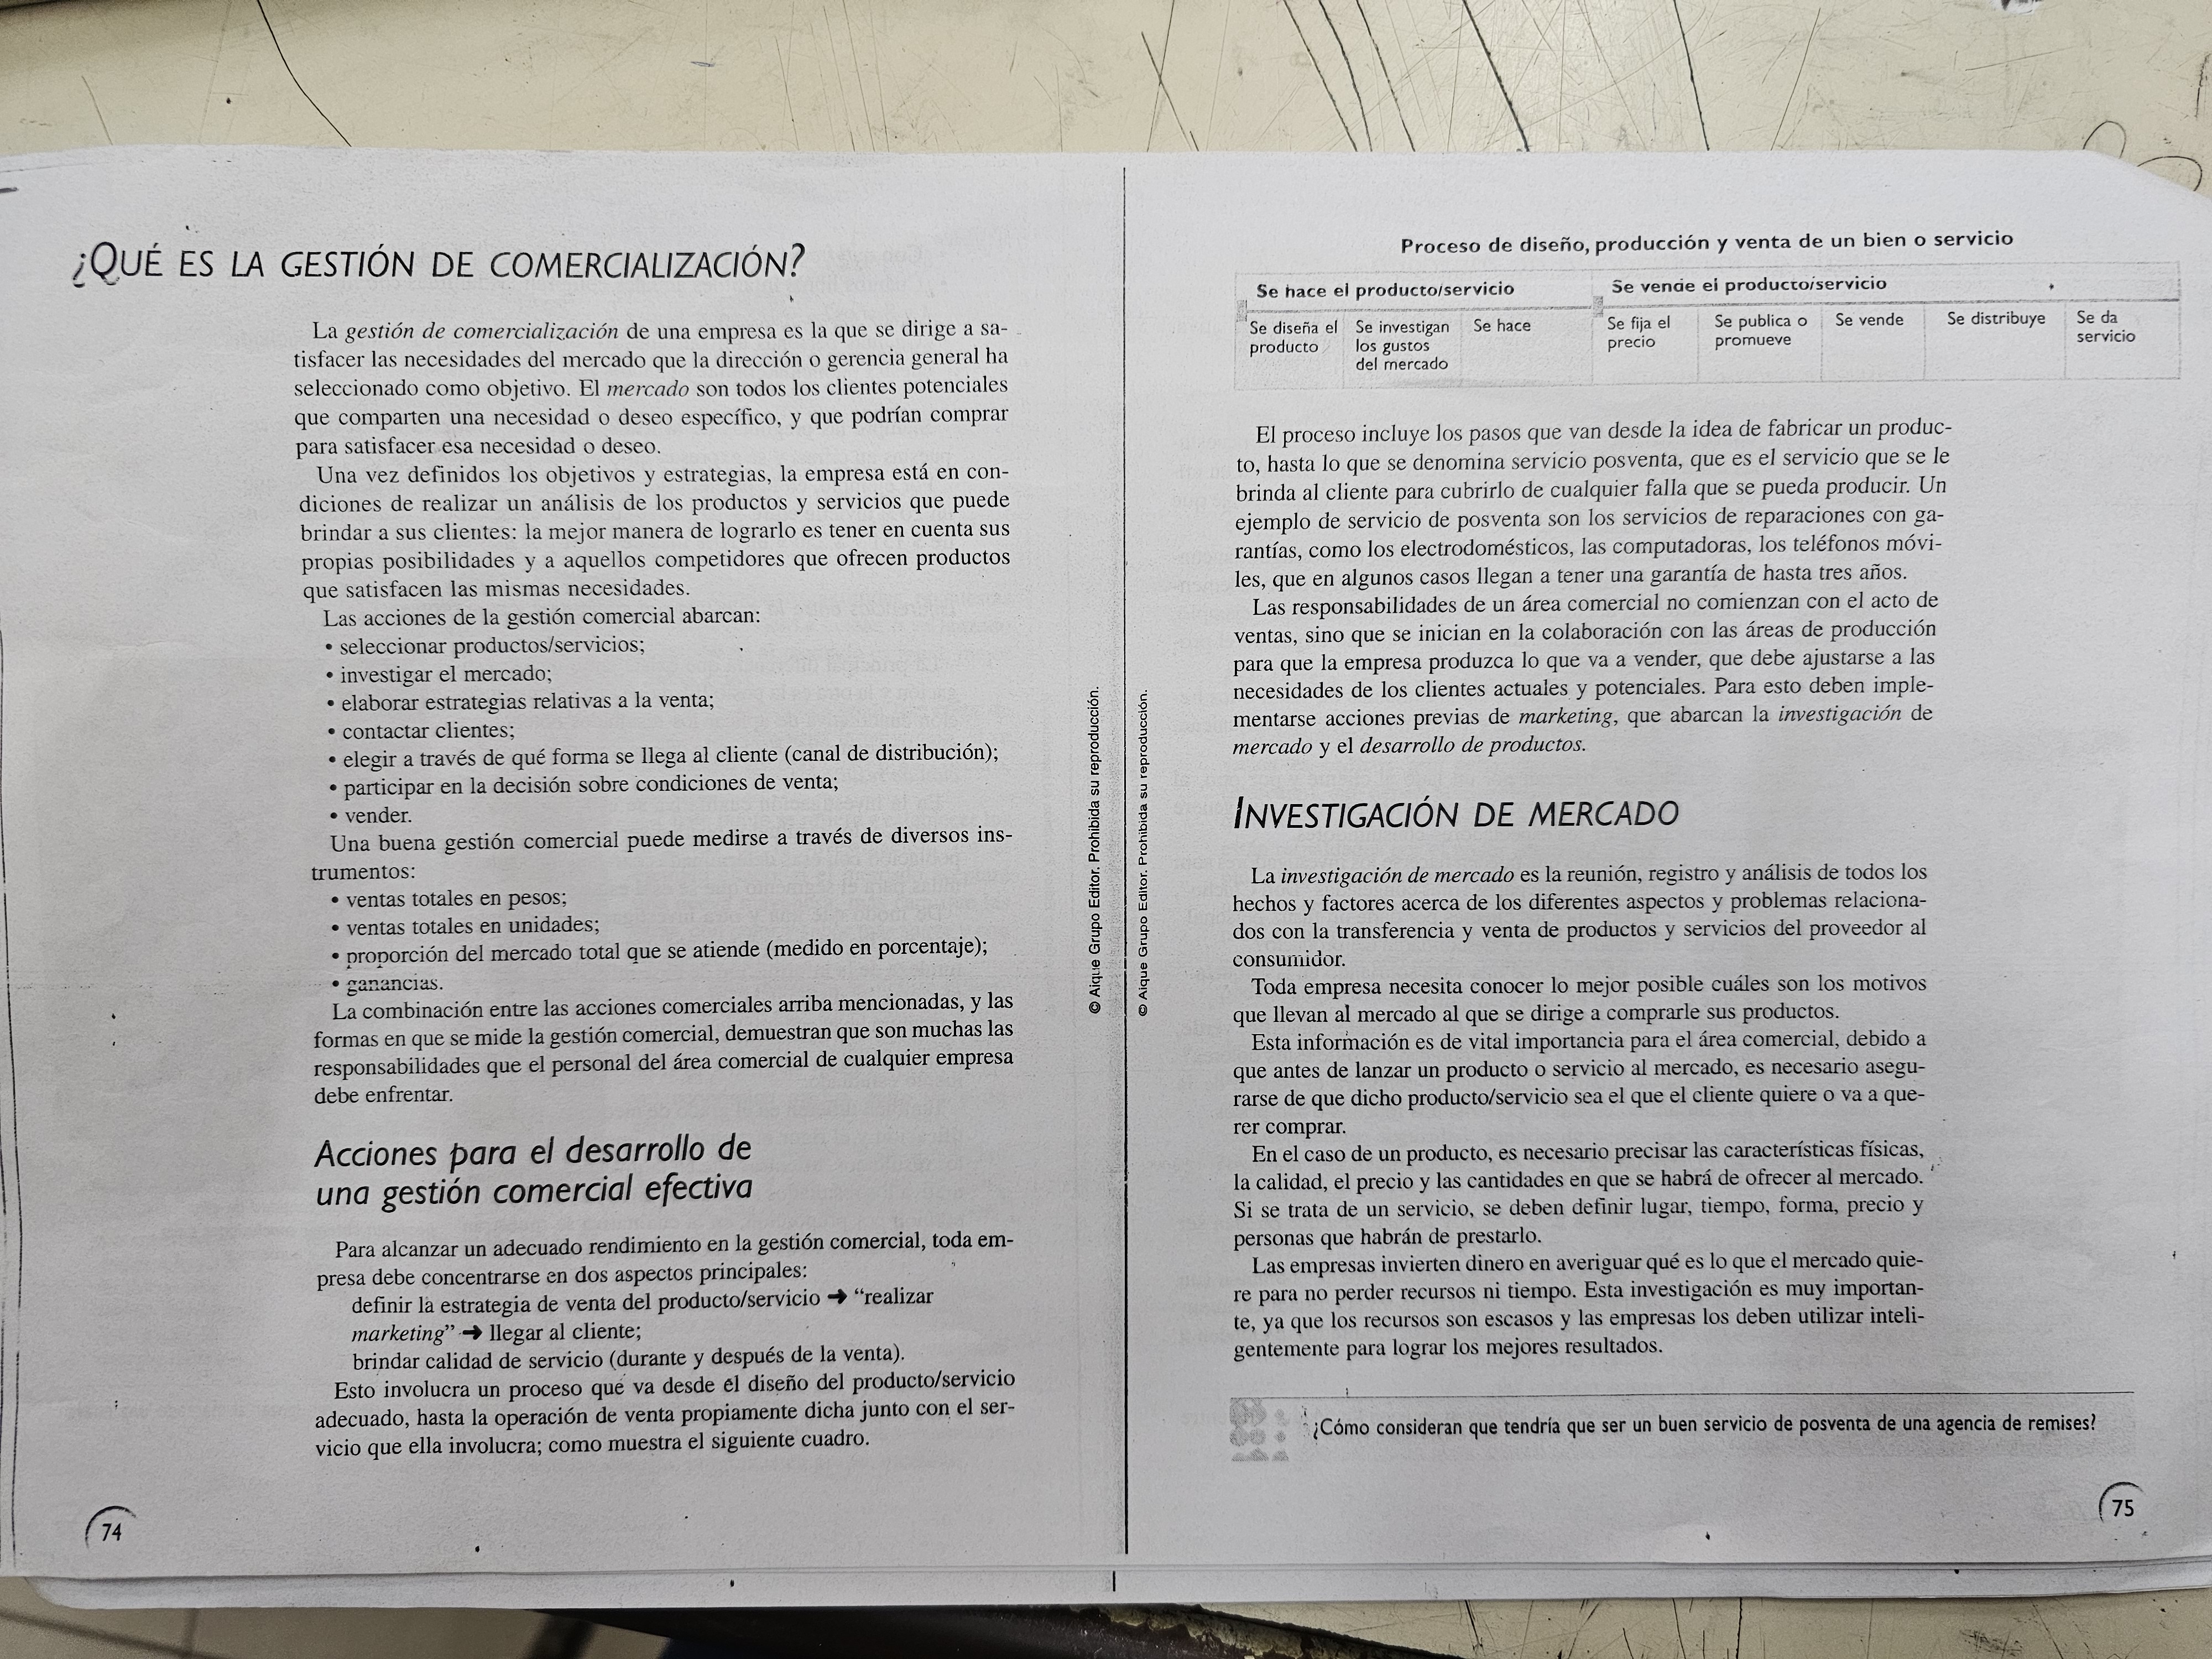 ¿QUÉ ES LA GESTIÓN DE COMERCIALIZACIÓN?
La gestión de comercialización de una empresa es la que se dirige a sa-
tisfacer las necesidades del mercado que la dirección o gerencia general ha
seleccionado como objetivo. El mercado son todos los clientes potenciales
que comparten una necesidad o deseo específico, y que podrían comprar
para satisfacer esa necesidad o deseo.
Una vez definidos los objetivos y estrategias, la empresa está en con-
diciones de realizar un análisis de los productos y servicios que puede
brindar a sus clientes: la mejor manera de lograrlo es tener en cuenta sus
propias posibilidades y a aquellos competidores que ofrecen productos
que satisfacen las mismas necesidades.
Las acciones de la gestión comercial abarcan:
• seleccionar productos/servicios;
• investigar el mercado;
• elaborar estrategias relativas a la venta;
• contactar clientes;
• elegir a través de qué forma se llega al cliente (canal de distribución);
• participar en la decisión sobre condiciones de venta;
• vender.
Una buena gestión comercial puede medirse a través de diversos ins-
trumentos:
• ventas totales en pesos;
• ventas totales en unidades;
• proporción del mercado total que se atiende (medido en porcentaje);
• ganancias.
La combinación entre las acciones comerciales arriba mencionadas, y las
formas en que se mide la gestión comercial, demuestran que son muchas las
responsabilidades que el personal del área comercial de cualquier empresa
debe enfrentar.
Acciones para el desarrollo de
una gestión comercial efectiva
Para alcanzar un adecuado rendimiento en la gestión comercial, toda em-
presa debe concentrarse en dos aspectos principales:
definir la estrategia de venta del producto/servicio ➜ “realizar
marketing” ➜ llegar al cliente;
brindar calidad de servicio (durante y después de la venta).
Esto involucra un proceso que va desde el diseño del producto/servicio
adecuado, hasta la operación de venta propiamente dicha junto con el ser-
vicio que ella involucra; como muestra el siguiente cuadro.
74
© Aique Grupo Editor. Prohibida su reproducción.
© Aique Grupo Editor. Prohibida su reproducción.
Proceso de diseño, producción y venta de un bien o servicio
Se hace el producto/servicio
Se vende el producto/servicio
Se diseña el
producto
Se investigan
los gustos
del mercado
Se hace
Se fija el
precio
Se publica o
promueve
Se vende
Se distribuye
Se da
servicio
El proceso incluye los pasos que van desde la idea de fabricar un produc-
to, hasta lo que se denomina servicio posventa, que es el servicio que se le
brinda al cliente para cubrirlo de cualquier falla que se pueda producir. Un
ejemplo de servicio de posventa son los servicios de reparaciones con ga-
rantías, como los electrodomésticos, las computadoras, los teléfonos móvi-
les, que en algunos casos llegan a tener una garantía de hasta tres años.
Las responsabilidades de un área comercial no comienzan con el acto de
ventas, sino que se inician en la colaboración con las áreas de producción
para que la empresa produzca lo que va a vender, que debe ajustarse a las
necesidades de los clientes actuales y potenciales. Para esto deben imple-
mentarse acciones previas de marketing, que abarcan la investigación de
mercado y el desarrollo de productos.
INVESTIGACIÓN DE MERCADO
La investigación de mercado es la reunión, registro y análisis de todos los
hechos y factores acerca de los diferentes aspectos y problemas relaciona-
dos con la transferencia y venta de productos y servicios del proveedor al
consumidor.
Toda empresa necesita conocer lo mejor posible cuáles son los motivos
que llevan al mercado al que se dirige a comprarle sus productos.
Esta información es de vital importancia para el área comercial, debido a
que antes de lanzar un producto o servicio al mercado, es necesario asegu-
rarse de que dicho producto/servicio sea el que el cliente quiere o va a que-
rer comprar.
En el caso de un producto, es necesario precisar las características físicas,
la calidad, el precio y las cantidades en que se habrá de ofrecer al mercado.
Si se trata de un servicio, se deben definir lugar, tiempo, forma, precio y
personas que habrán de prestarlo.
Las empresas invierten dinero en averiguar qué es lo que el mercado quie-
re para no perder recursos ni tiempo. Esta investigación es muy importan-
te, ya que los recursos son escasos y las empresas los deben utilizar inteli-
gentemente para lograr los mejores resultados.
¿Cómo consideran que tendría que ser un buen servicio de posventa de una agencia de remises?
75